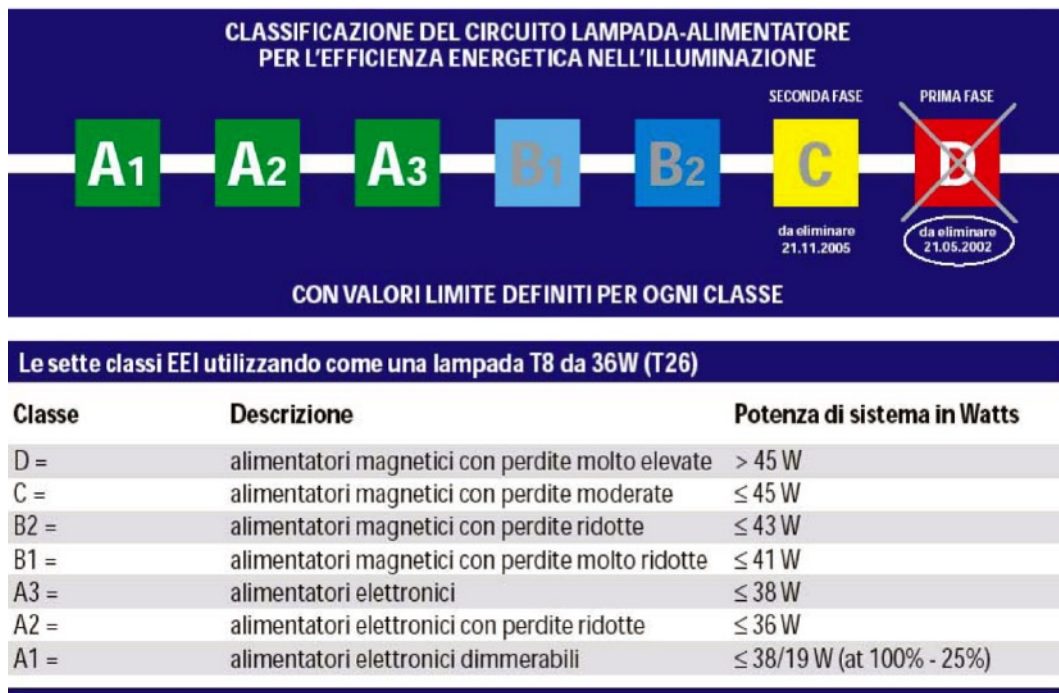 CLASSIFICAZIONE DEL CIRCUITO LAMPADA-ALIMENTATORE
PER L'EFFICIENZA ENERGETICA NELL'ILLUMINAZIONE
SECONDA FASE
PRIMA FASE
A1
A2
A3
B1
B2
C
D
da eliminare
21.11.2005
da eliminare
21.05.2002
CON VALORI LIMITE DEFINITI PER OGNI CLASSE
Le sette classi EEI utilizzando come una lampada T8 da 36W (T26)
Classe Descrizione Potenza di sistema in Watts
D = alimentatori magnetici con perdite molto elevate > 45 W
C = alimentatori magnetici con perdite moderate ≤ 45 W
B2 = alimentatori magnetici con perdite ridotte ≤ 43 W
B1 = alimentatori magnetici con perdite molto ridotte ≤ 41 W
A3 = alimentatori elettronici ≤ 38 W
A2 = alimentatori elettronici con perdite ridotte ≤ 36 W
A1 = alimentatori elettronici dimmerabili ≤ 38/19 W (at 100% - 25%)